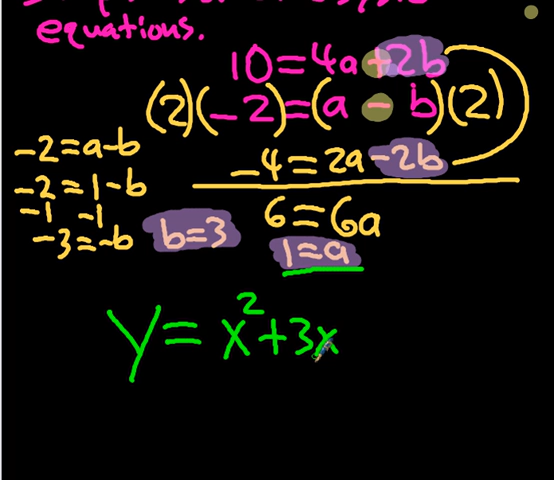 equations.
10=4a+2b
(2)(-2)=(a-b)(2)
-4=2a-2b
6=6a
1=a
-2=a-b
-2=1-b
-1 -1
-3=-b
b=3
y=x²+3x